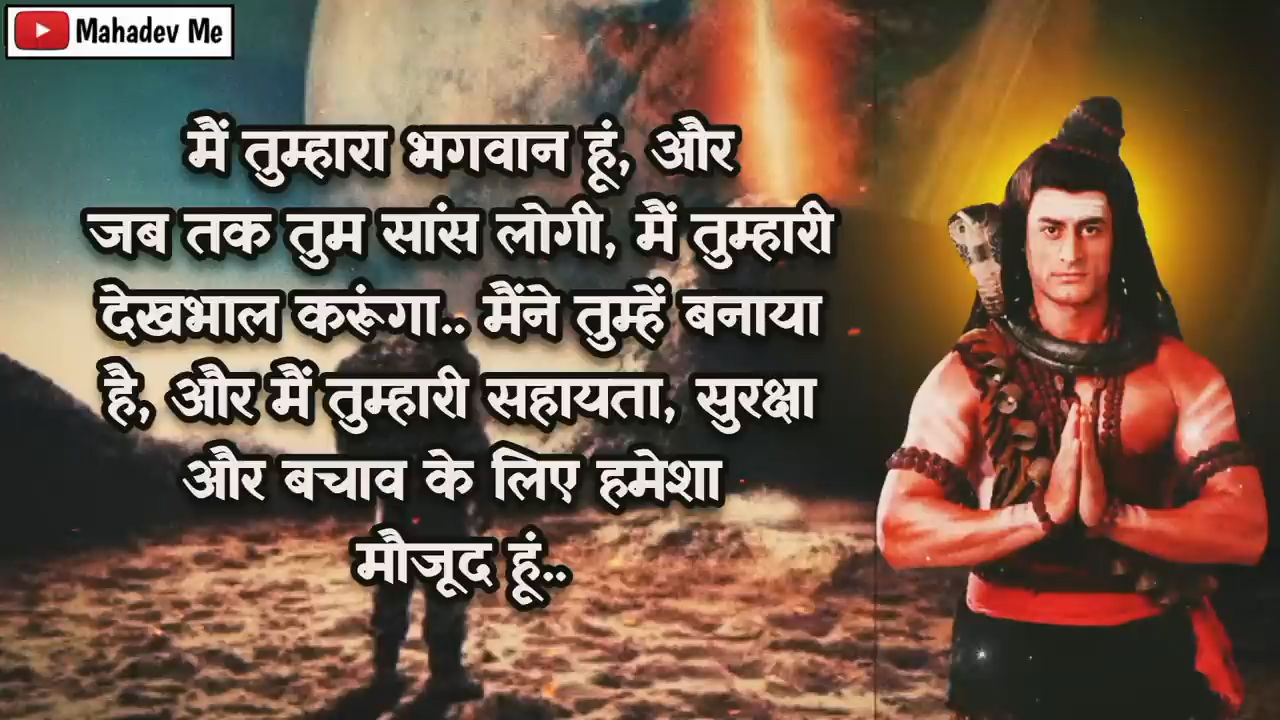 Mahadev Me
मैं तुम्हारा भगवान हूं, और
जब तक तुम सांस लोगी, मैं तुम्हारी
देखभाल करूंगा.. मैंने तुम्हें बनाया
है, और मैं तुम्हारी सहायता, सुरक्षा
और बचाव के लिए हमेशा
मौजूद हूं..